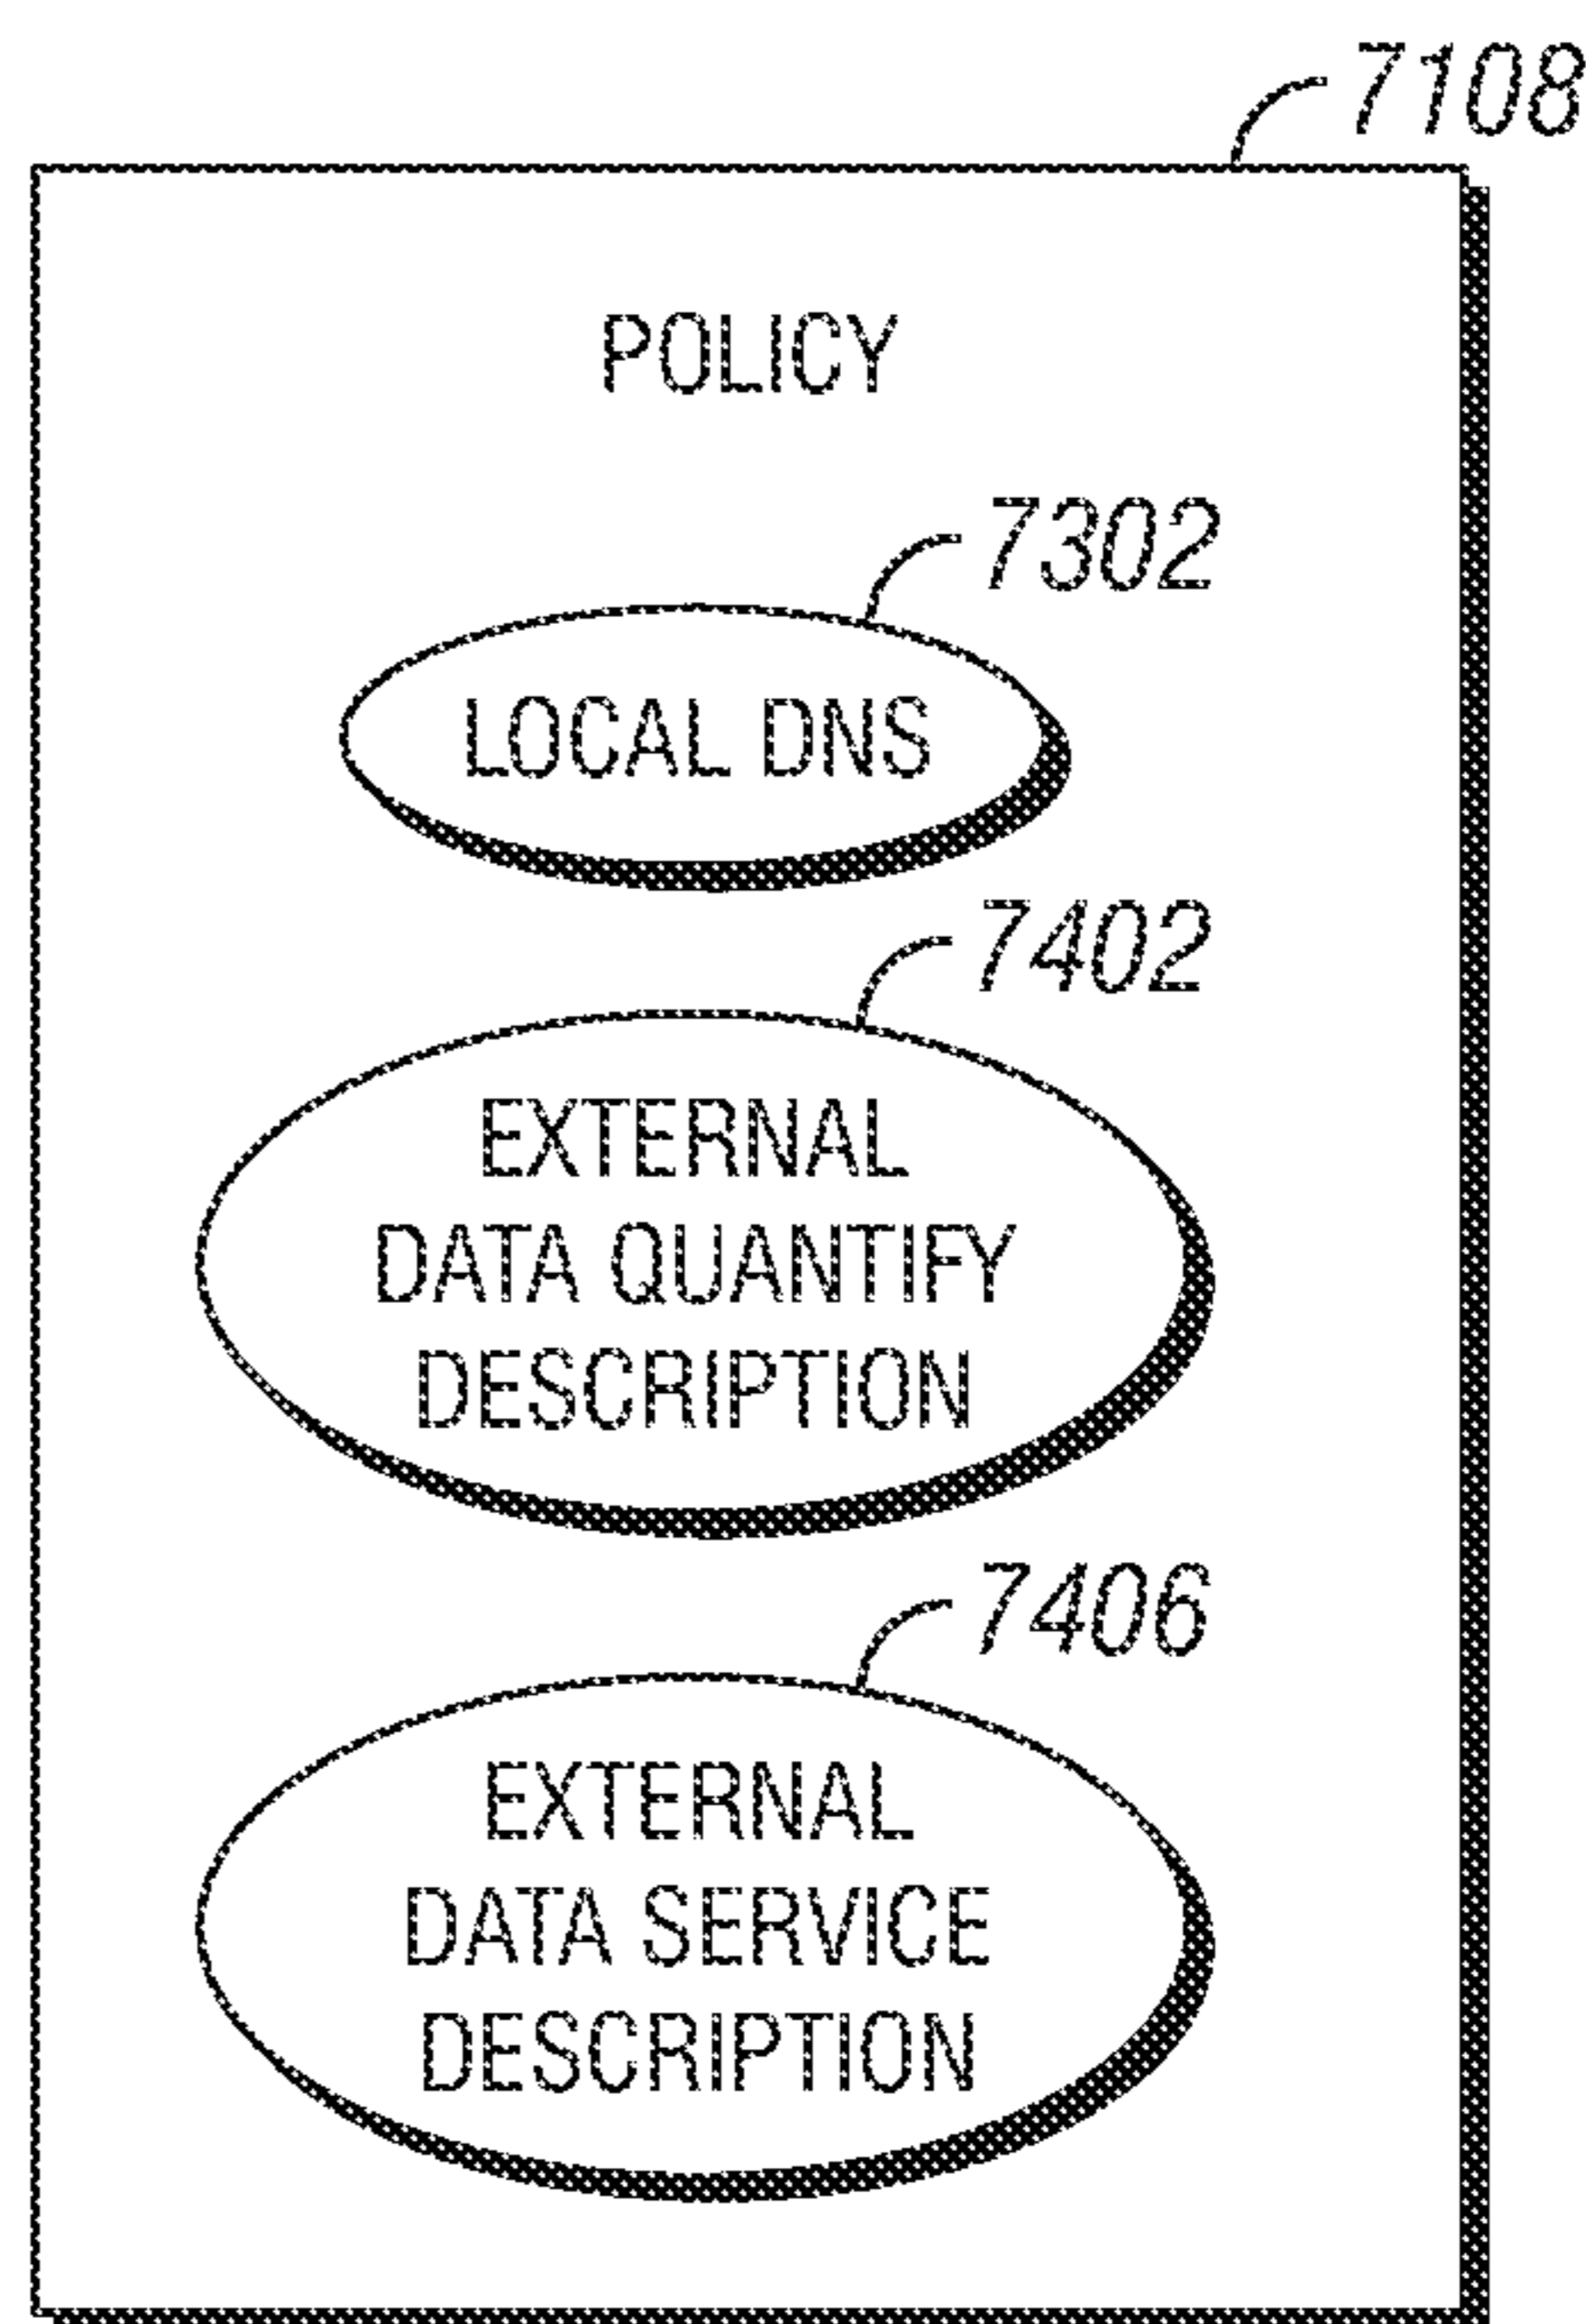 7108
POLICY
7302
LOCAL DNS
7402
EXTERNAL
DATA QUANTIFY
DESCRIPTION
7406
EXTERNAL
DATA SERVICE
DESCRIPTION